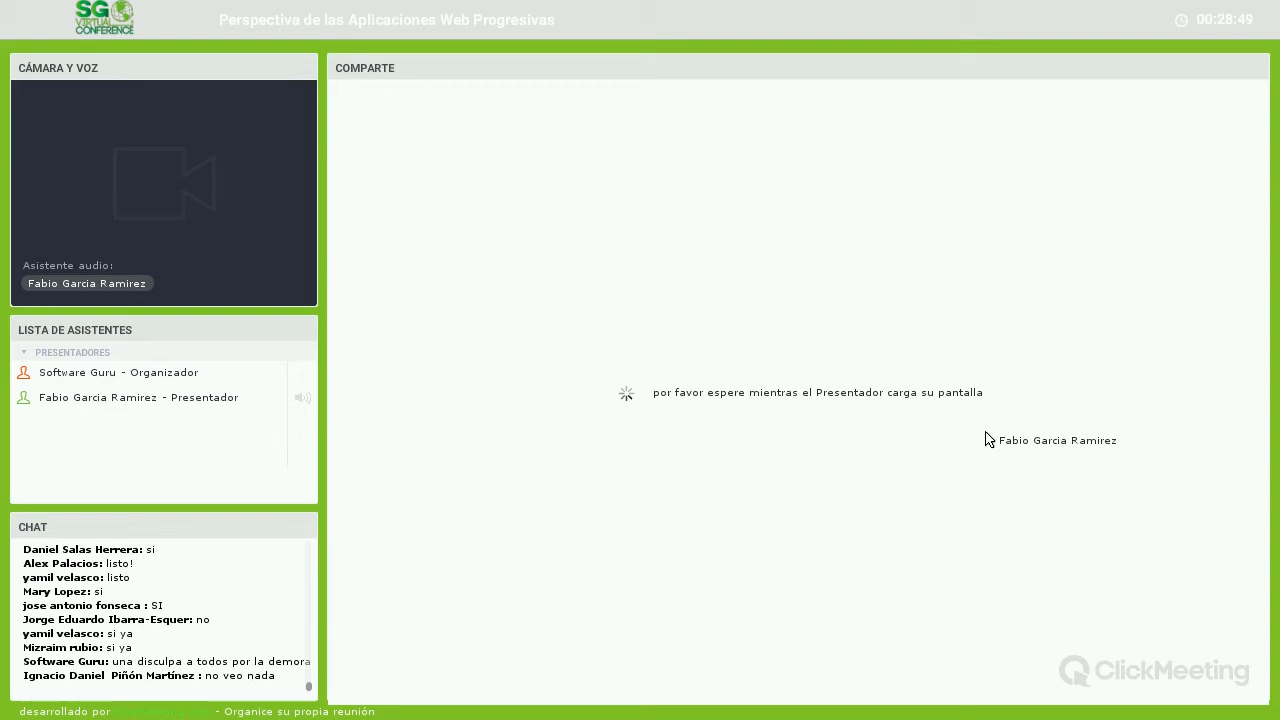 SG
VIRTUAL
CONFERENCE
Perspectiva de las Aplicaciones Web Progresivas
00:28:49
CÁMARA Y VOZ
Asistente audio:
Fabio Garcia Ramirez
LISTA DE ASISTENTES
PRESENTADORES
Software Guru - Organizador
Fabio Garcia Ramirez - Presentador
CHAT
Daniel Salas Herrera: si
Alex Palacios: listo!
yamil velasco: listo
Mary Lopez: si
jose antonio fonseca : SI
Jorge Eduardo Ibarra-Esquer: no
yamil velasco: si ya
Mizraim rubio: si ya
Software Guru: una disculpa a todos por la demora
Ignacio Daniel Piñón Martínez : no veo nada
desarrollado por - Organice su propia reunión
COMPARTE
por favor espere mientras el Presentador carga su pantalla
Fabio Garcia Ramirez
ClickMeeting